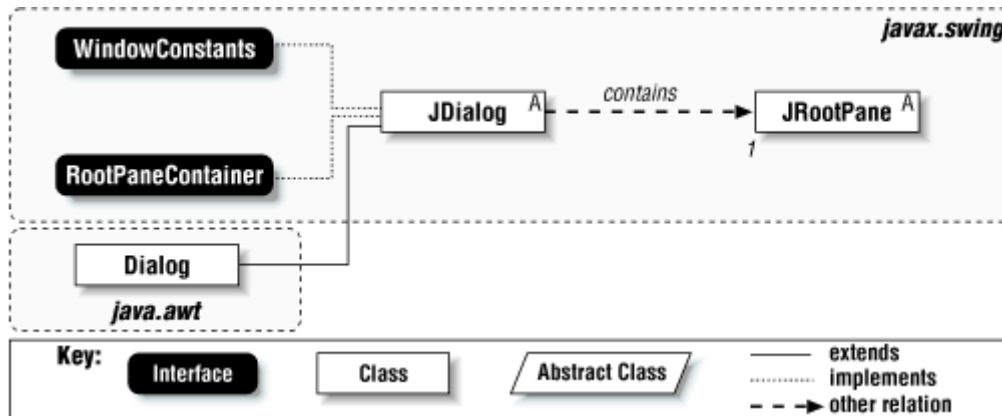 WindowConstants
javax.swing
contains
JDialog
A
JRootPane
A
1
RootPaneContainer
Dialog
java.awt
Key:
Interface
Class
Abstract Class
extends
implements
other relation